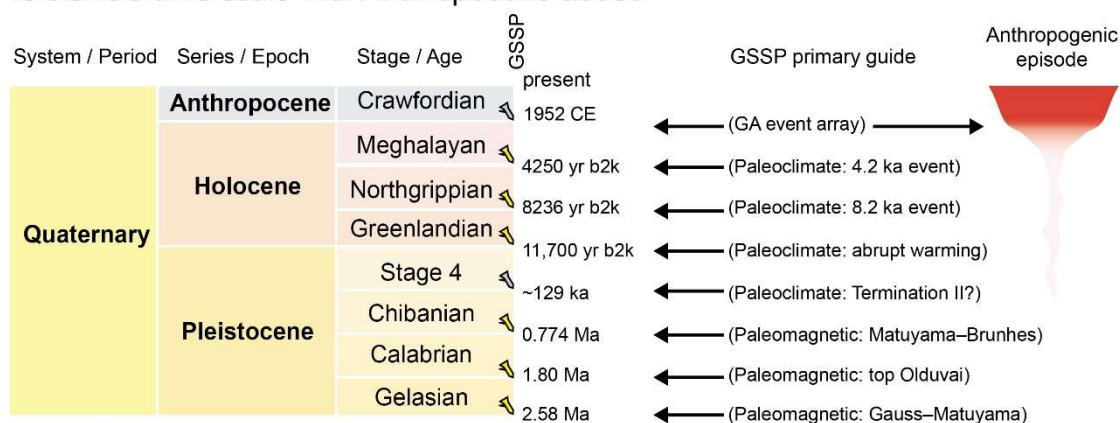 System / Period Series / Epoch Stage / Age GSSP GSSP primary guide Anthropogenic
episode
present
Anthropocene Crawfordian 1952 CE
(GA event array)
Meghalayan
4250 yr b2k (Paleoclimate: 4.2 ka event)
Holocene Northgrippian
8236 yr b2k (Paleoclimate: 8.2 ka event)
Quaternary Greenlandian
11,700 yr b2k (Paleoclimate: abrupt warming)
Stage 4
~129 ka (Paleoclimate: Termination II?)
Pleistocene Chibanian
0.774 Ma (Paleomagnetic: Matuyama–Brunhes)
Calabrian
1.80 Ma (Paleomagnetic: top Olduvai)
Gelasian
2.58 Ma (Paleomagnetic: Gauss–Matuyama)